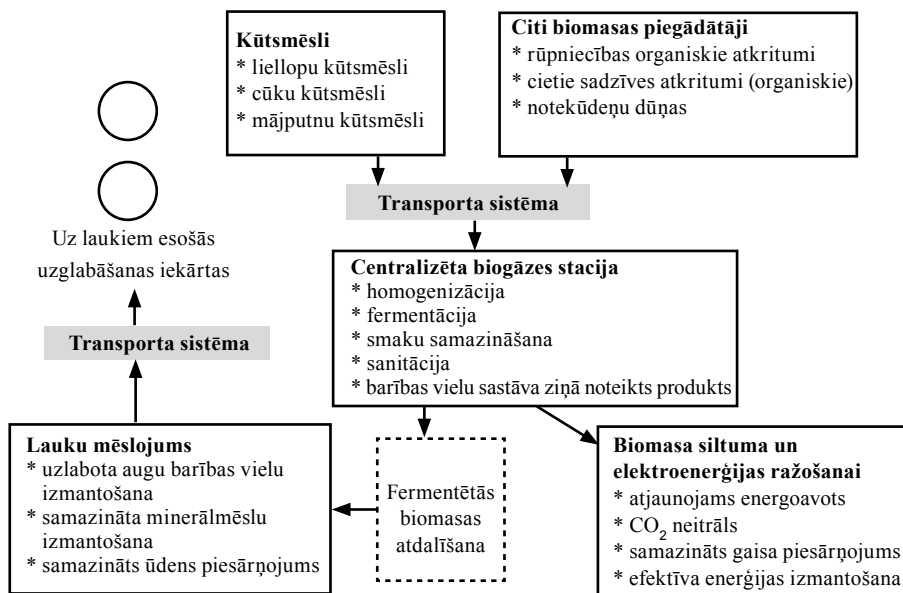 Kūtsmēsli
* liellopu kūtsmēsli
* cūku kūtsmēsli
* mājputnu kūtsmēsli
Citi biomasas piegādātāji
* rūpniecības organiskie atkritumi
* cietie sadzīves atkritumi (organiskie)
* notekūdeņu dūņas
Transporta sistēma
Centralizēta biogāzes stacija
* homogenizācija
* fermentācija
* smaku samazināšana
* sanitācija
* barības vielu sastāva ziņā noteikts produkts
Biomasa siltuma un
elektroenerģijas ražošanai
* atjaunojams energoavots
* CO₂ neitrāls
* samazināts gaisa piesārņojums
* efektīva enerģijas izmantošana
Fermentētās
biomasas
atdalīšana
Lauku mēslojums
* uzlabota augu barības vielu
izmantošana
* samazināta minerālmēslu
izmantošana
* samazināts ūdens piesārņojums
Transporta sistēma
Uz laukiem esošās
uzglabāšanas iekārtas